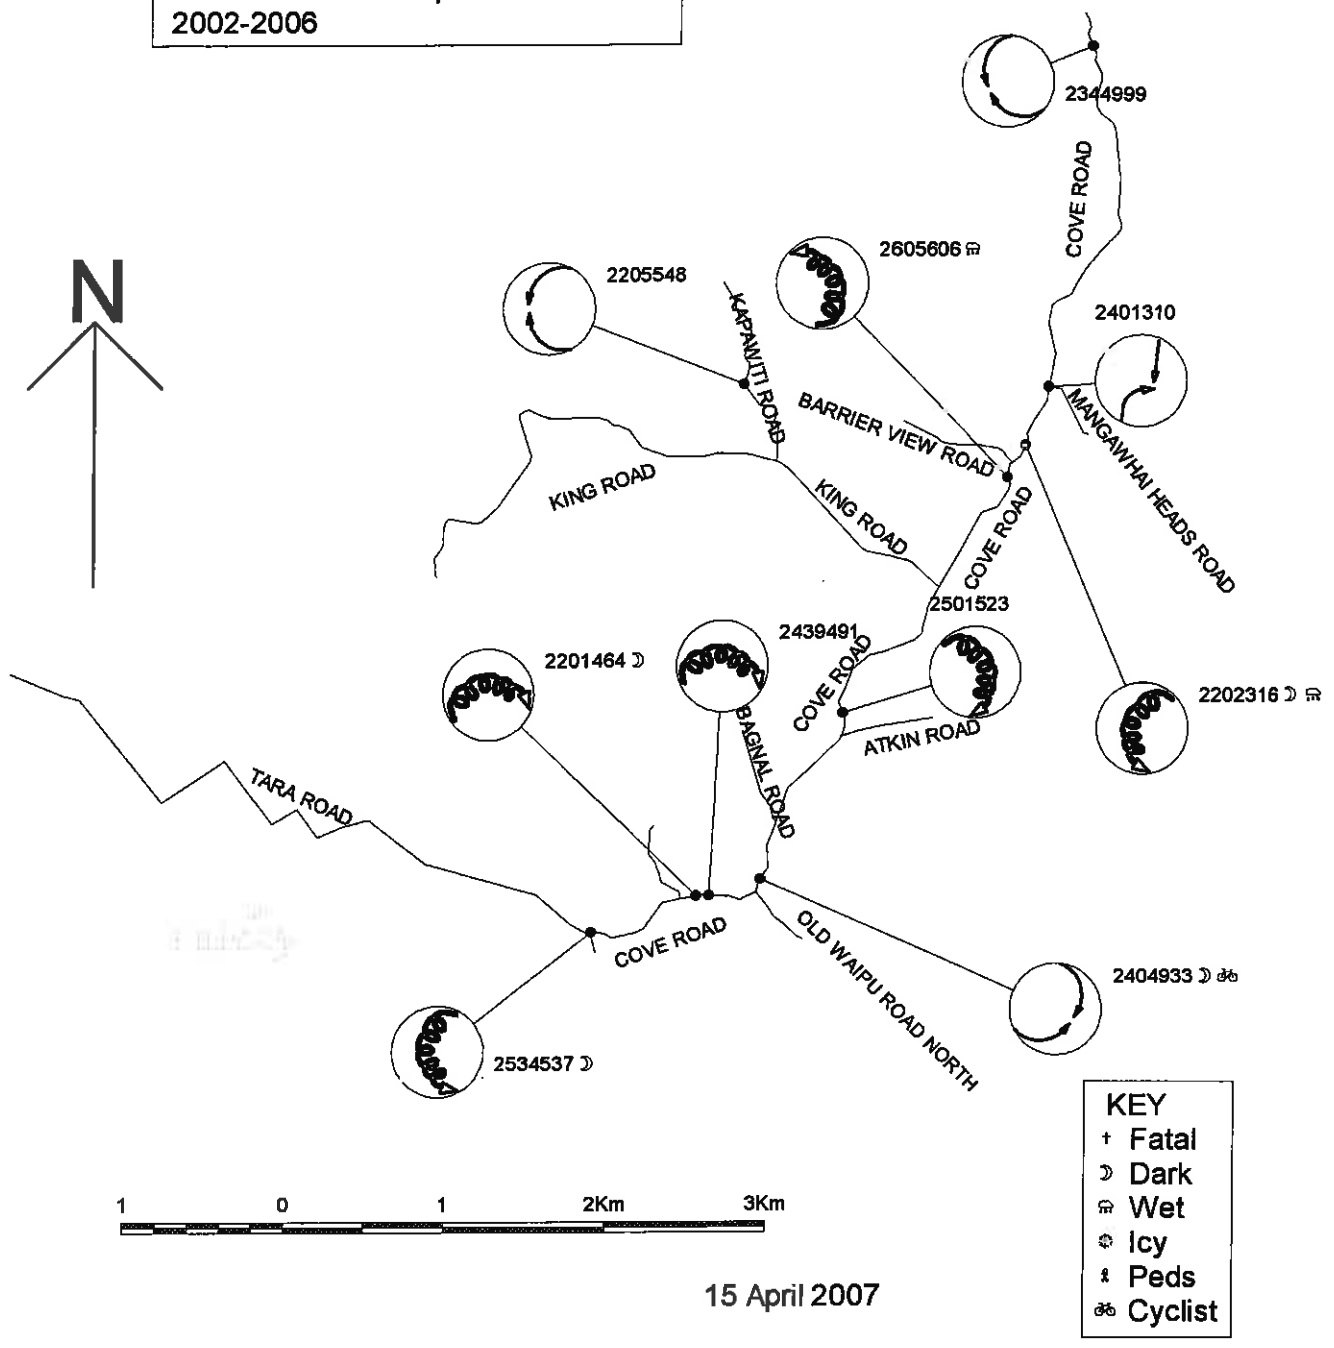 2002-2006
2344999
COVE ROAD
2605606
2205548
N
2401310
KAPAWITI ROAD
BARRIER VIEW ROAD
MANGAWHAI HEADS ROAD
KING ROAD
KING ROAD
COVE ROAD
2501523
2439491
2201464
COVE ROAD
2202316
BAGNAL ROAD
ATKIN ROAD
TARA ROAD
COVE ROAD
OLD WAIPU ROAD NORTH
2404933
2534537
KEY
Fatal
Dark
Wet
Icy
Peds
Cyclist
1 0 1 2Km 3Km
15 April 2007